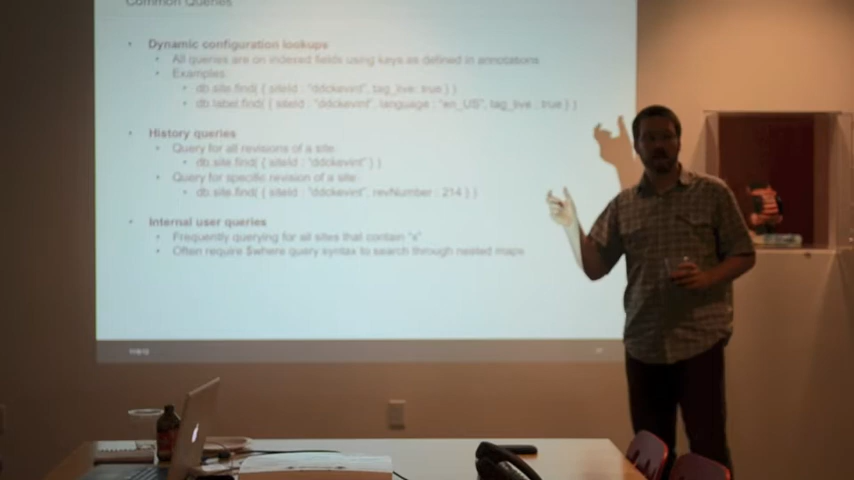 Common Queries
• Dynamic configuration lookups
• All queries are on indexed fields using keys as defined in annotations
• Examples:
• db.site.find( { siteId : "ddckevint", tag_live: true } )
• db.label.find( { siteId : "ddckevint", language : "en_US", tag_live : true } )
• History queries
• Query for all revisions of a site:
• db.site.find( { siteId : "ddckevint" } )
• Query for specific revision of a site:
• db.site.find( { siteId : "ddckevint", revNumber : 214 } )
• Internal user queries
• Frequently querying for all sites that contain "x"
• Often require $where query syntax to search through nested maps